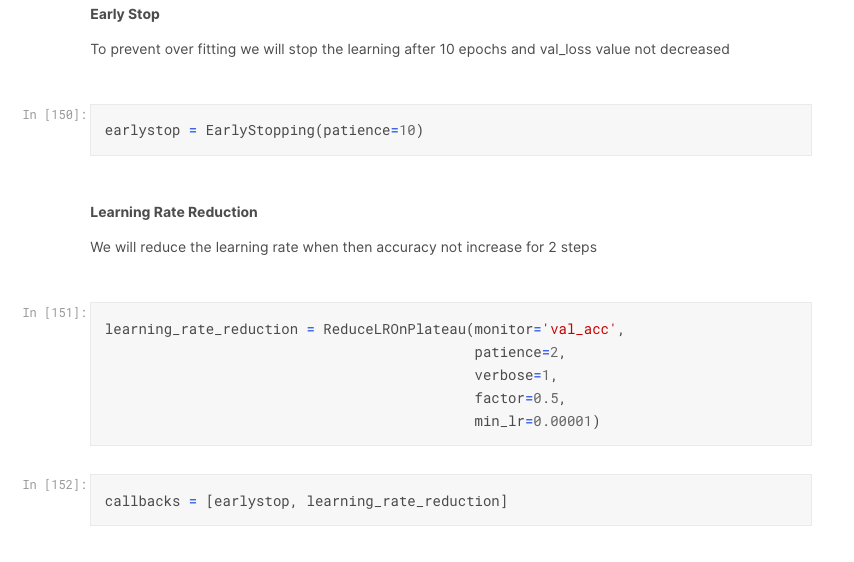 Early Stop
To prevent over fitting we will stop the learning after 10 epochs and val_loss value not decreased
In [150]:
earlystop = EarlyStopping(patience=10)
Learning Rate Reduction
We will reduce the learning rate when then accuracy not increase for 2 steps
In [151]:
learning_rate_reduction = ReduceLROnPlateau(monitor='val_acc',
patience=2,
verbose=1,
factor=0.5,
min_lr=0.00001)
In [152]:
callbacks = [earlystop, learning_rate_reduction]